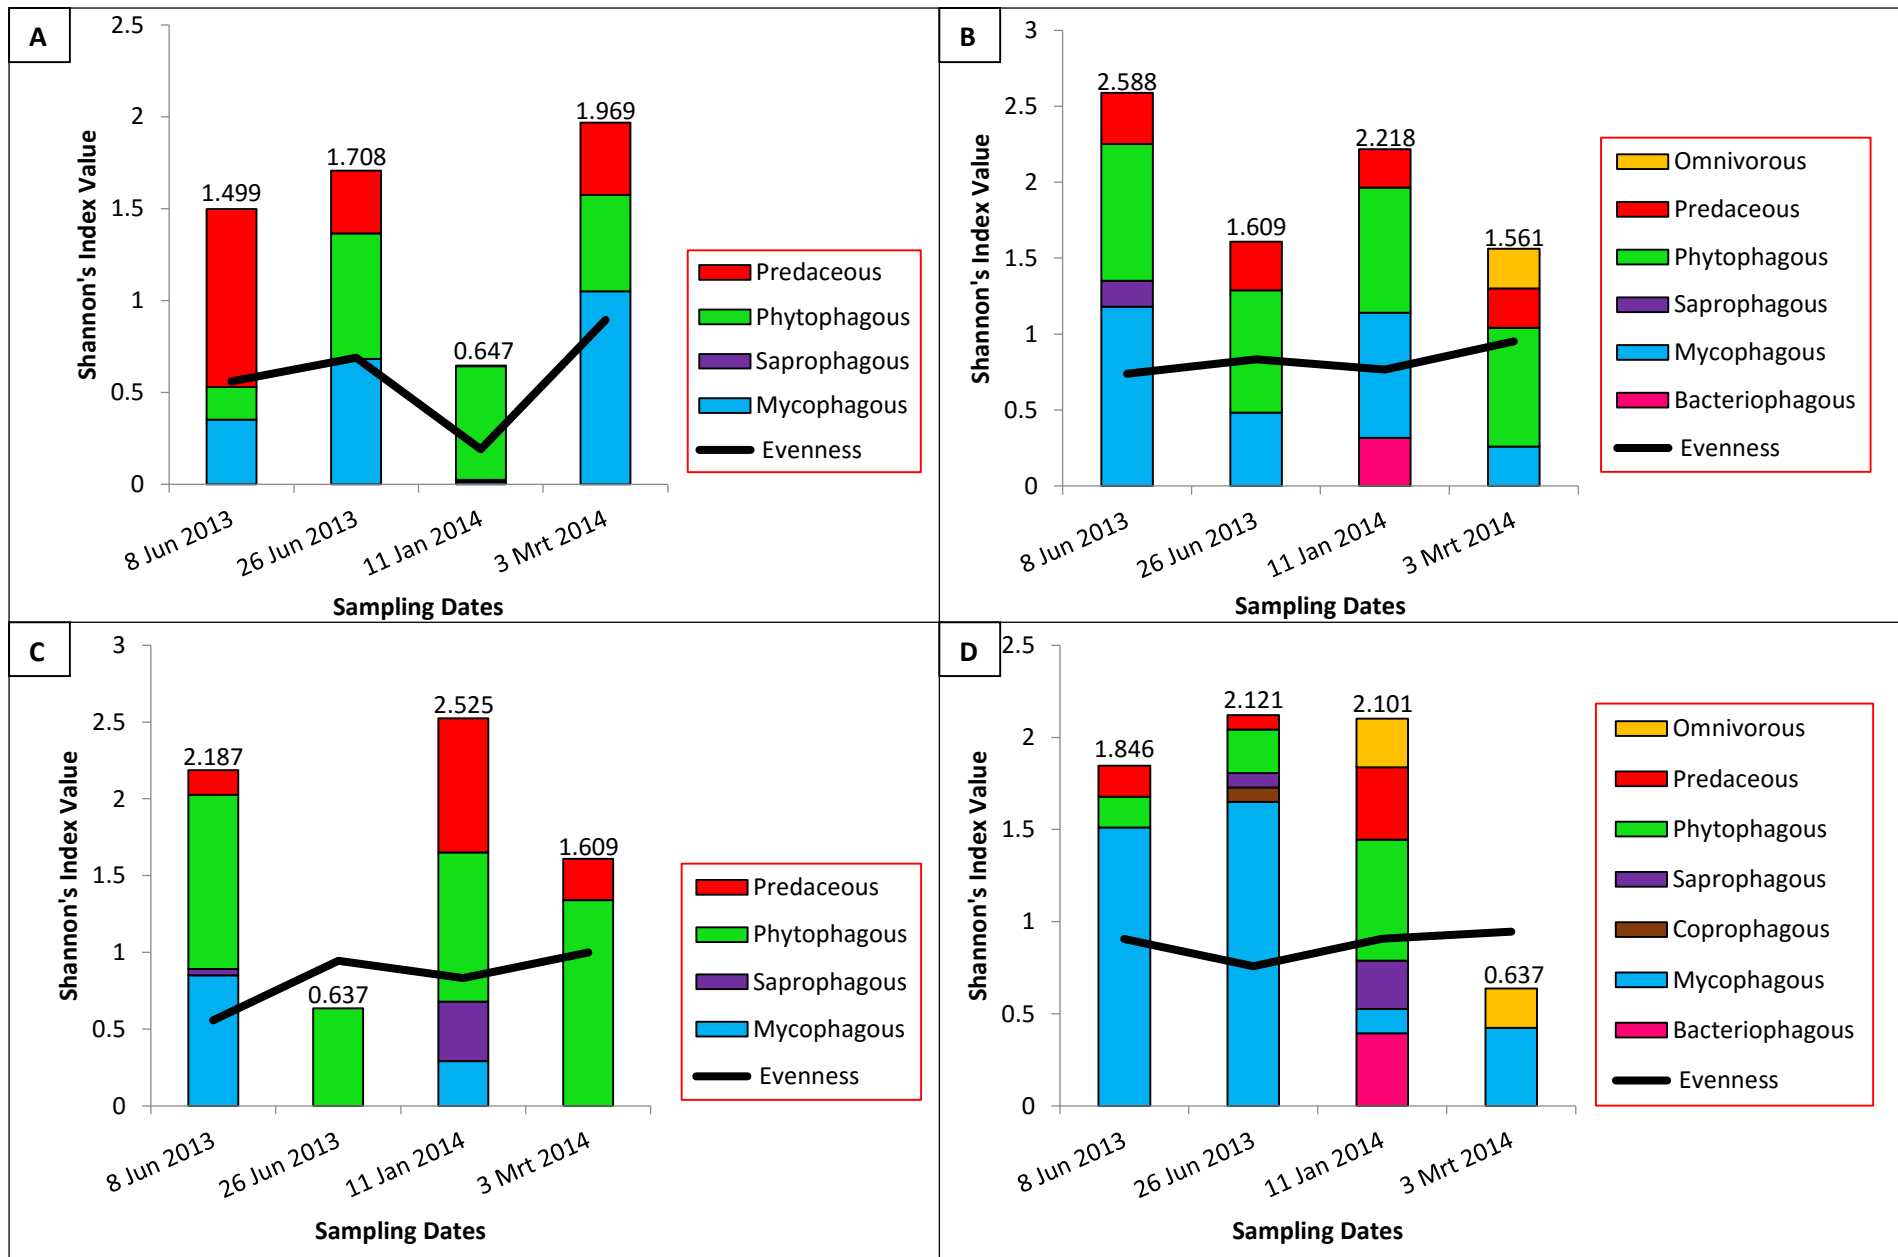 A
Shannon's Index Value
2.5
2
1.5
1
0.5
0
1.499
1.708
0.647
1.969
8 Jun 2013
26 Jun 2013
11 Jan 2014
3 Mrt 2014
Sampling Dates
Predaceous
Phytophagous
Saprophagous
Mycophagous
Evenness
B
Shannon's Index Value
3
2.5
2
1.5
1
0.5
0
2.588
1.609
2.218
1.561
8 Jun 2013
26 Jun 2013
11 Jan 2014
3 Mrt 2014
Sampling Dates
Omnivorous
Predaceous
Phytophagous
Saprophagous
Mycophagous
Bacteriophagous
Evenness
C
Shannon's Index Value
3
2.5
2
1.5
1
0.5
0
2.187
0.637
2.525
1.609
8 Jun 2013
26 Jun 2013
11 Jan 2014
3 Mrt 2014
Sampling Dates
Predaceous
Phytophagous
Saprophagous
Mycophagous
Evenness
D
Shannon's Index Value
2.5
2
1.5
1
0.5
0
1.846
2.121
2.101
0.637
8 Jun 2013
26 Jun 2013
11 Jan 2014
3 Mrt 2014
Sampling Dates
Omnivorous
Predaceous
Phytophagous
Saprophagous
Coprophagous
Mycophagous
Bacteriophagous
Evenness